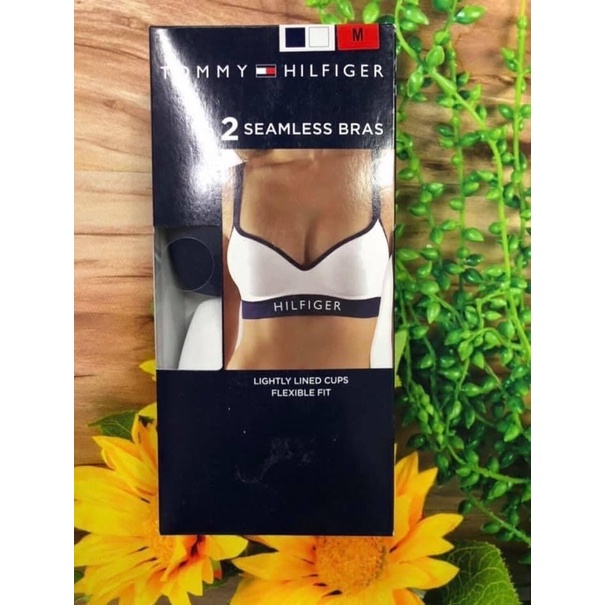 M
TOMMY HILFIGER
2 SEAMLESS BRAS
HILFIGER
LIGHTLY LINED CUPS
FLEXIBLE FIT